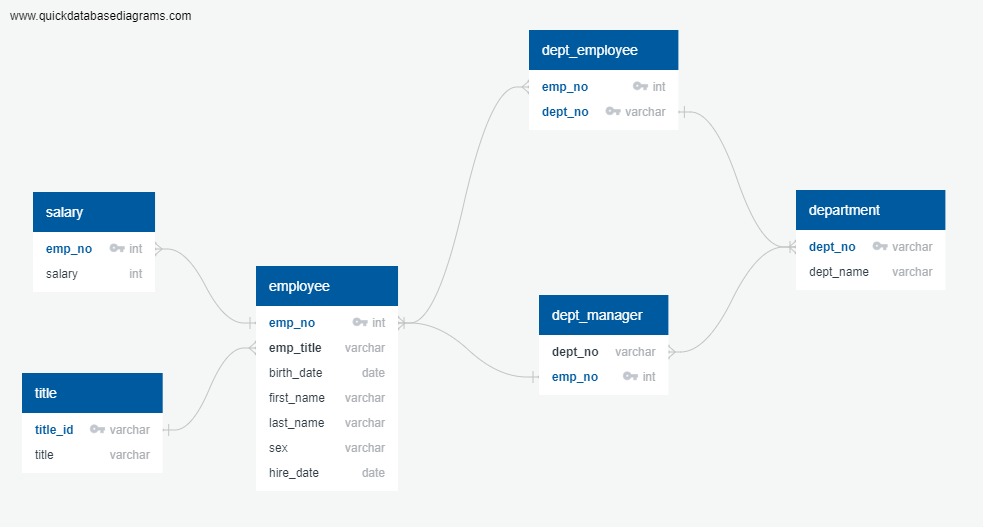 www.quickdatabasediagrams.com
dept_employee
emp_no int
dept_no varchar
salary
emp_no int
salary int
department
dept_no varchar
dept_name varchar
employee
emp_no int
emp_title varchar
birth_date date
first_name varchar
last_name varchar
sex varchar
hire_date date
dept_manager
dept_no varchar
emp_no int
title
title_id varchar
title varchar